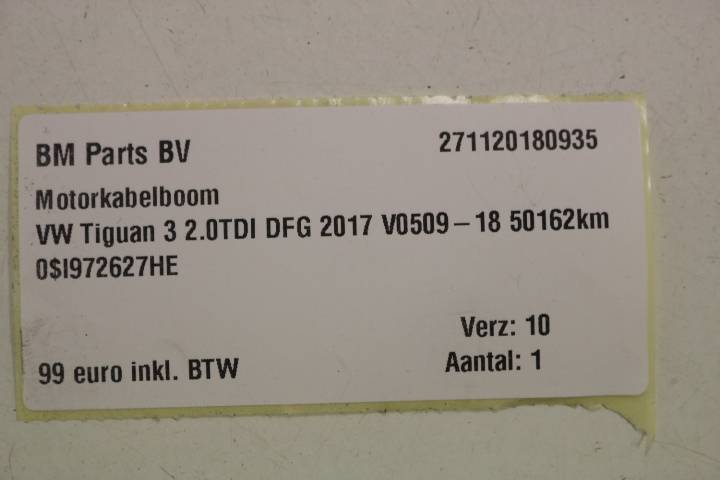 BM Parts BV 271120180935
Motorkabelboom
VW Tiguan 3 2.0TDI DFG 2017 V0509-18 50162km
0$I972627HE
Verz: 10
99 euro inkl. BTW Aantal: 1